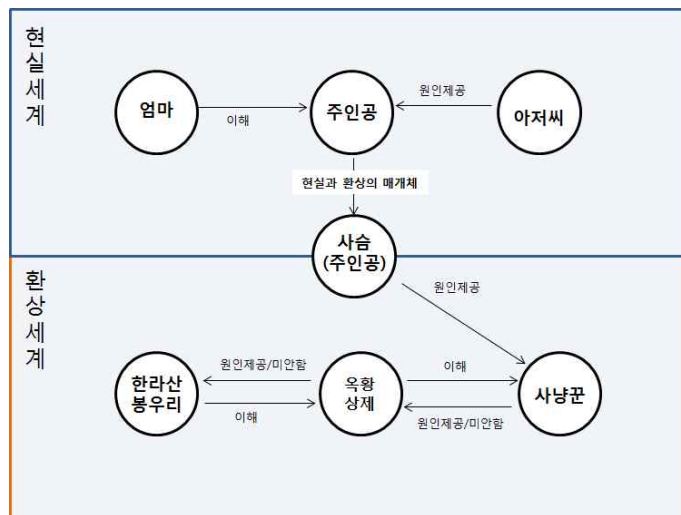 현실세계
엄마
이해
주인공
원인제공
아저씨
현실과 환상의 매개체
사슴
(주인공)
환상세계
원인제공
한라산
봉우리
원인제공/미안함
이해
옥황
상제
이해
원인제공/미안함
사냥꾼